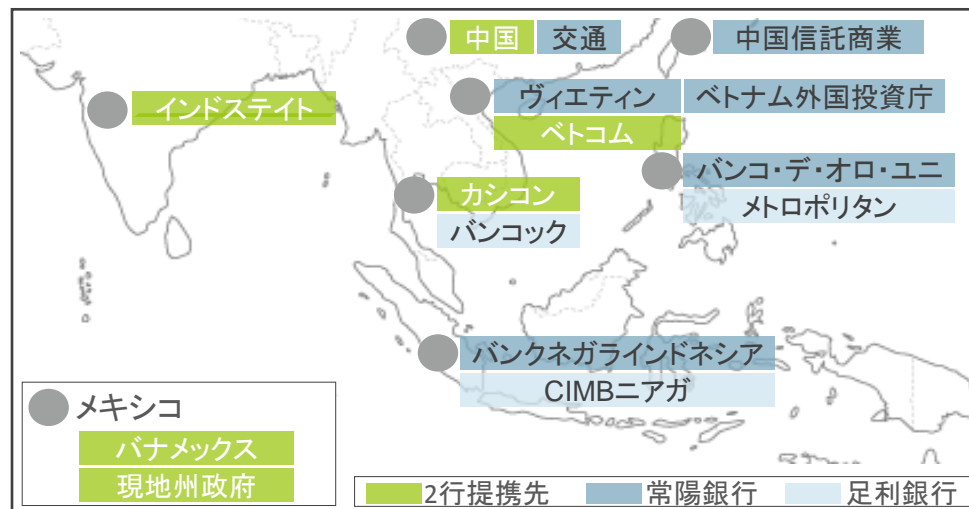 中国 交通 中国信託商業
インドステイト ヴィエティン ベトナム外国投資庁
ベトコム
バンコ・デ・オロ・ユニ
カシコン メトロポリタン
バンコック
バンクネガラインドネシア
CIMBニアガ
メキシコ
バナメックス
現地州政府
2行提携先 常陽銀行 足利銀行